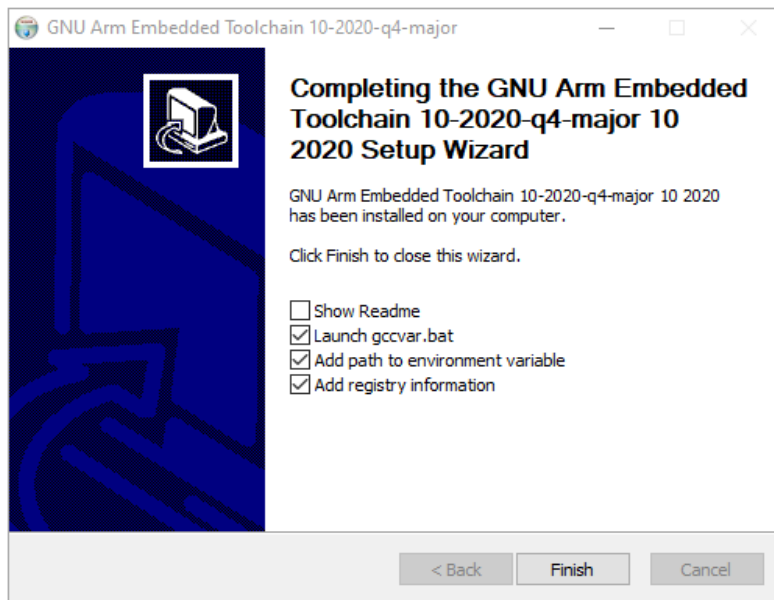 GNU Arm Embedded Toolchain 10-2020-q4-major
Completing the GNU Arm Embedded
Toolchain 10-2020-q4-major 10
2020 Setup Wizard
GNU Arm Embedded Toolchain 10-2020-q4-major 10 2020
has been installed on your computer.
Click Finish to close this wizard.
Show Readme
Launch gccvar.bat
Add path to environment variable
Add registry information
< Back
Finish
Cancel